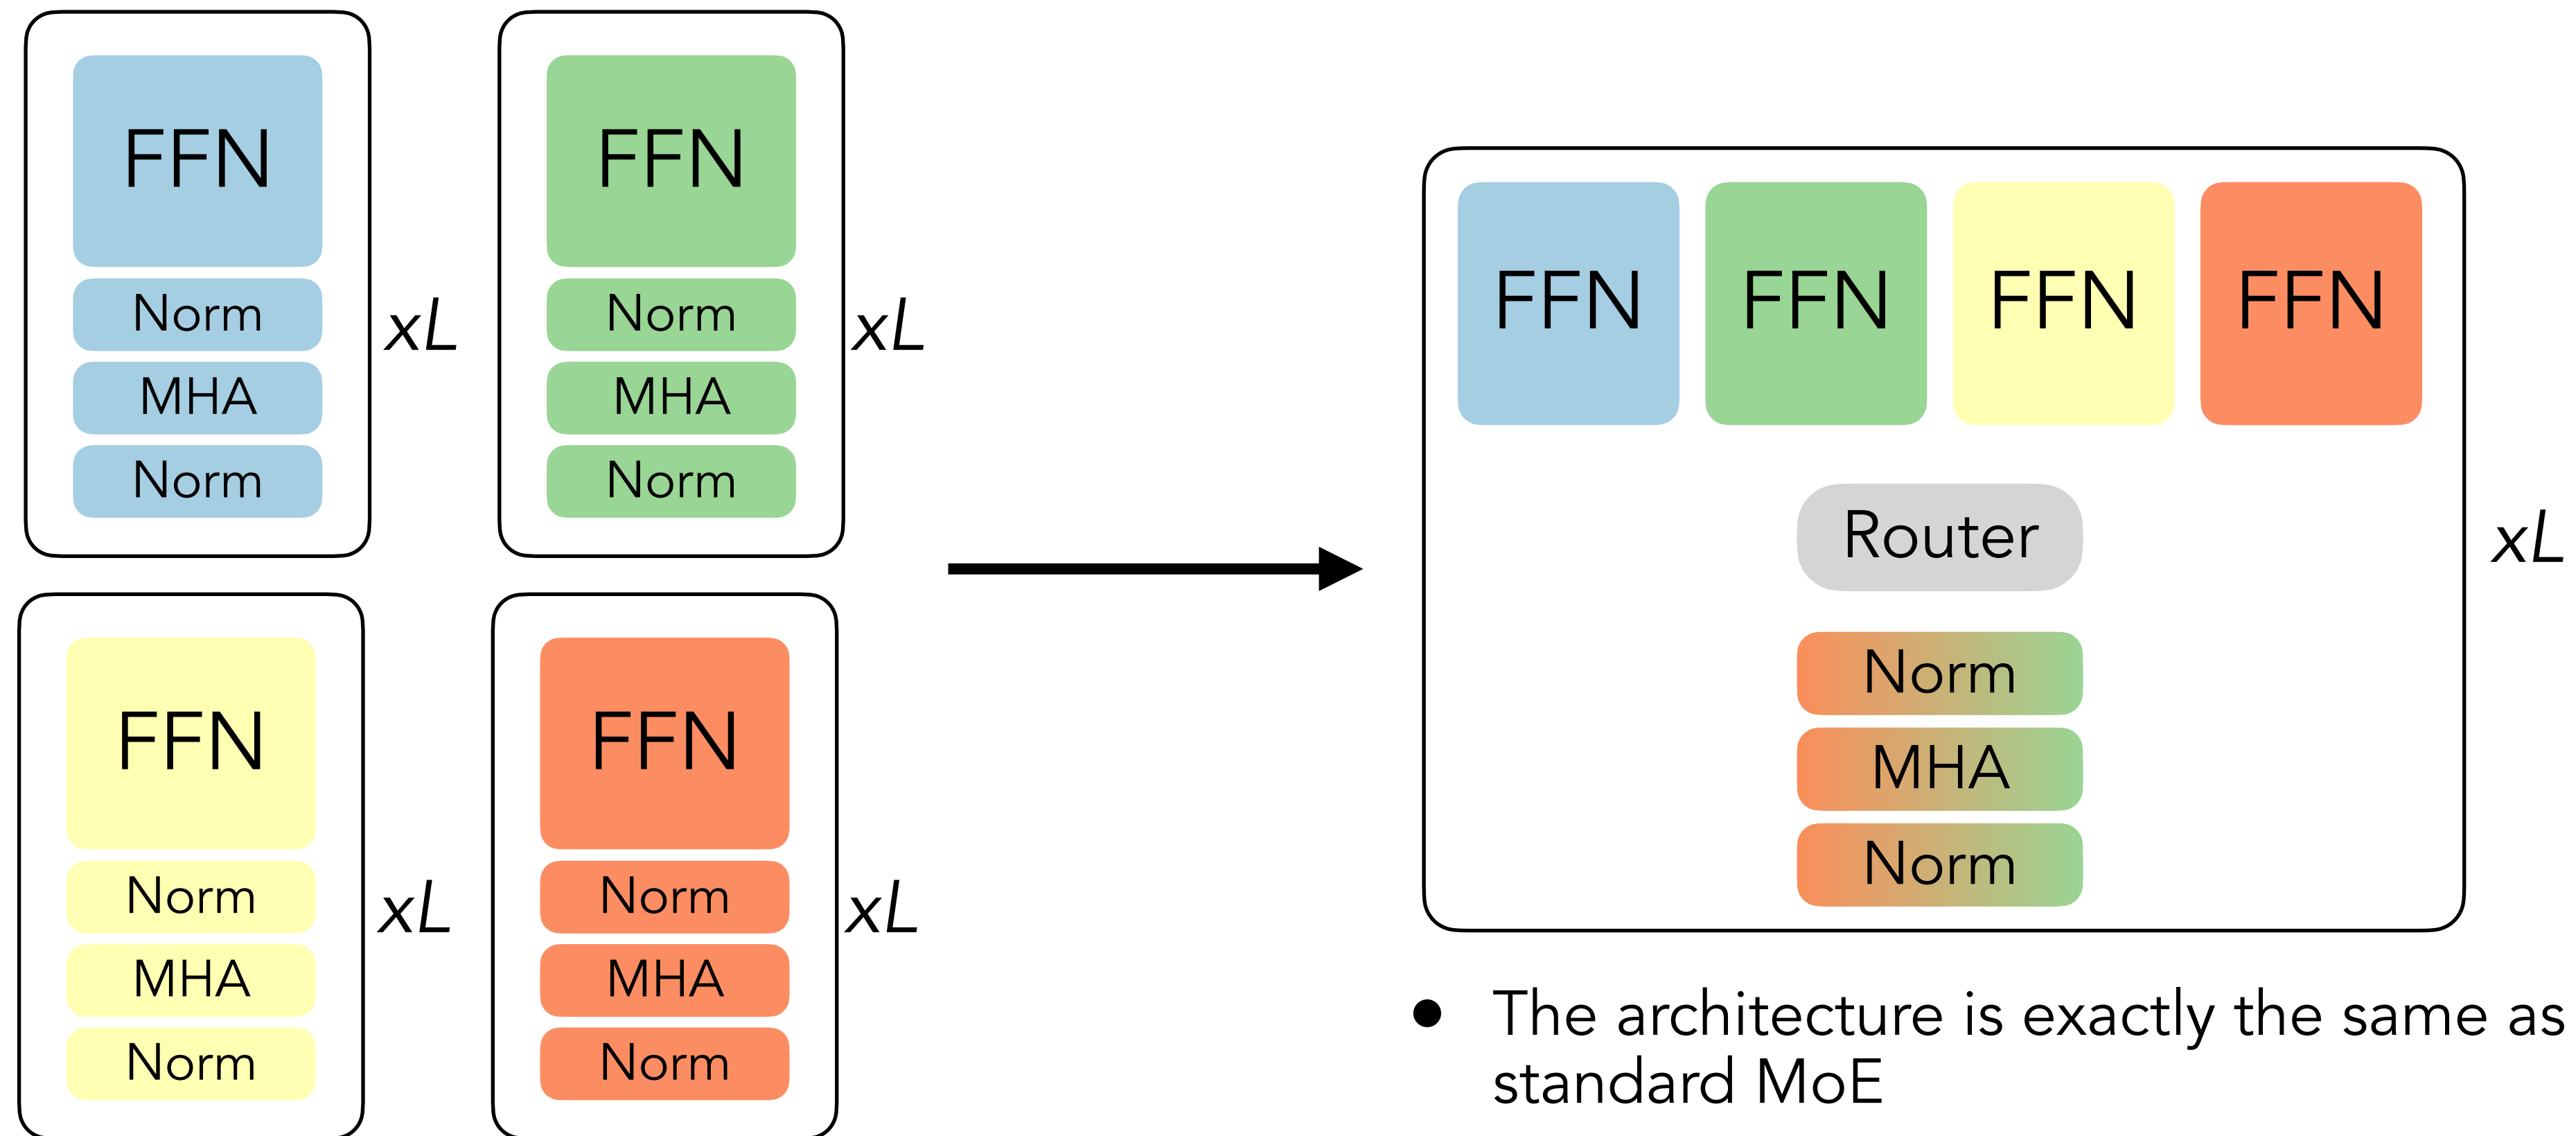 FFN
Norm
MHA
Norm
xL
FFN
Norm
MHA
Norm
xL
FFN
Norm
MHA
Norm
xL
FFN
Norm
MHA
Norm
xL
FFN FFN FFN FFN
Router
Norm
MHA
Norm
xL
• The architecture is exactly the same as
standard MoE